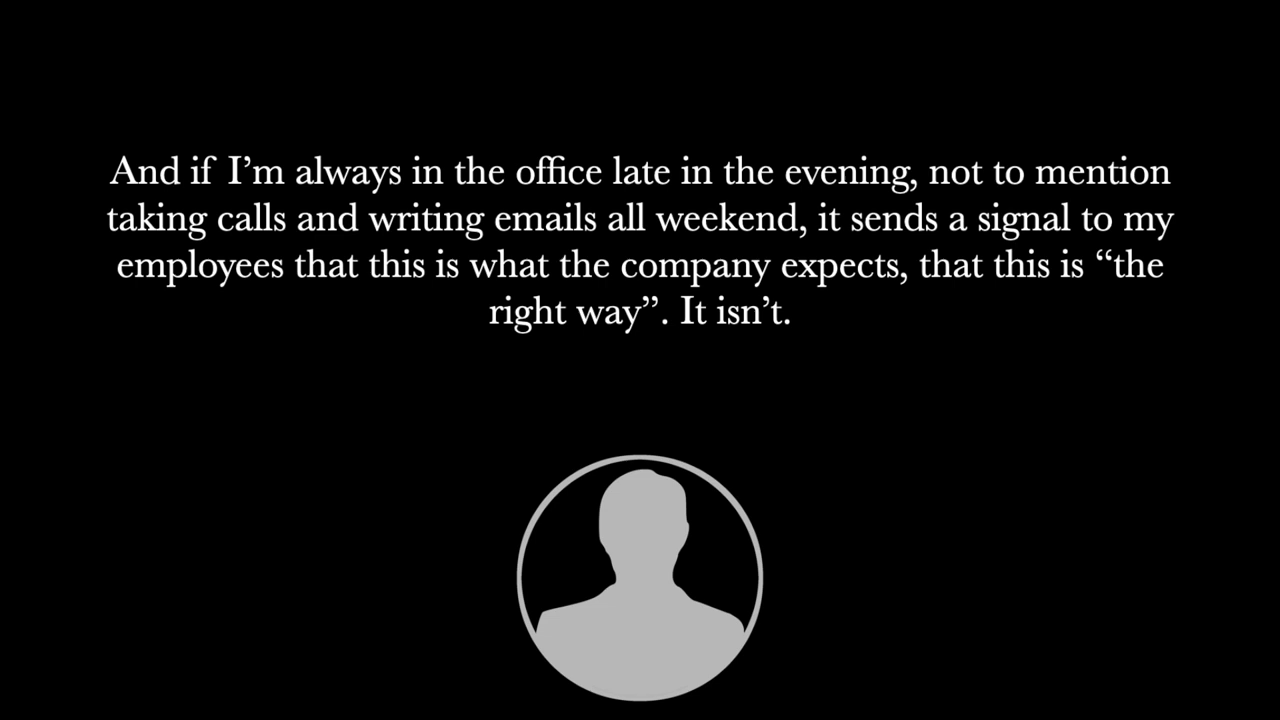 And if I’m always in the office late in the evening, not to mention
taking calls and writing emails all weekend, it sends a signal to my
employees that this is what the company expects, that this is “the
right way”. It isn’t.